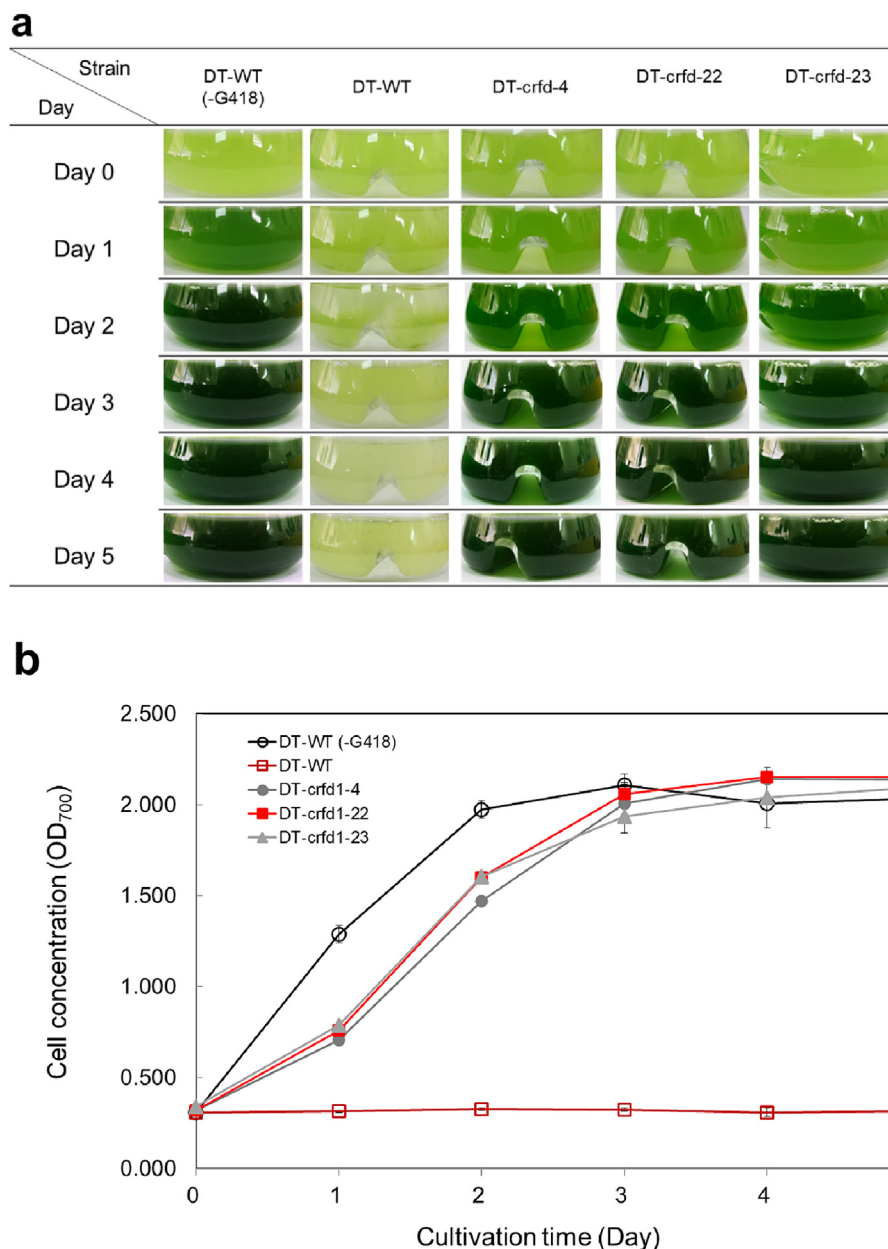 a
Strain
Day
DT-WT
(-G418)
DT-WT
DT-crfd-4
DT-crfd-22
DT-crfd-23
Day 0
Day 1
Day 2
Day 3
Day 4
Day 5
b
Cell concentration (OD700)
2.500
2.000
1.500
1.000
0.500
0.000
DT-WT (-G418)
DT-WT
DT-crfd1-4
DT-crfd1-22
DT-crfd1-23
0 1 2 3 4
Cultivation time (Day)